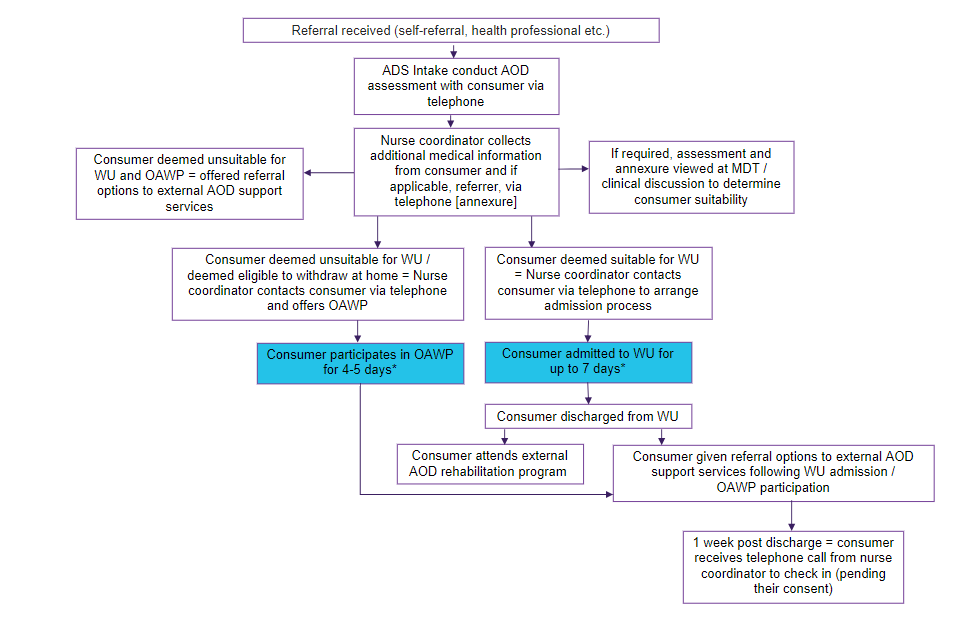 Referral received (self-referral, health professional etc.)
ADS Intake conduct AOD
assessment with consumer via
telephone
Nurse coordinator collects
additional medical information
from consumer and if
applicable, referrer, via
telephone [annexure]
Consumer deemed unsuitable for
WU and OAWP = offered referral
options to external AOD support
services
If required, assessment and
annexure viewed at MDT /
clinical discussion to determine
consumer suitability
Consumer deemed unsuitable for WU /
deemed eligible to withdraw at home = Nurse
coordinator contacts consumer via telephone
and offers OAWP
Consumer deemed suitable for WU
= Nurse coordinator contacts
consumer via telephone to arrange
admission process
Consumer participates in OAWP
for 4-5 days*
Consumer admitted to WU for
up to 7 days*
Consumer discharged from WU
Consumer attends external
AOD rehabilitation program
Consumer given referral options to external AOD
support services following WU admission /
OAWP participation
1 week post discharge = consumer
receives telephone call from nurse
coordinator to check in (pending
their consent)